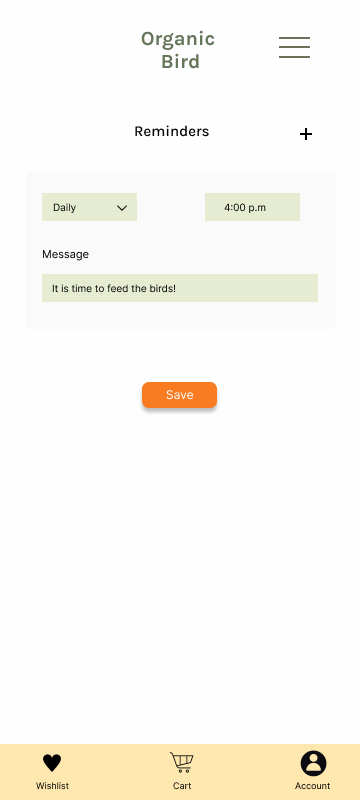 Organic
Bird
Reminders
Daily
4:00 p.m
Message
It is time to feed the birds!
Save
Wishlist
Cart
Account